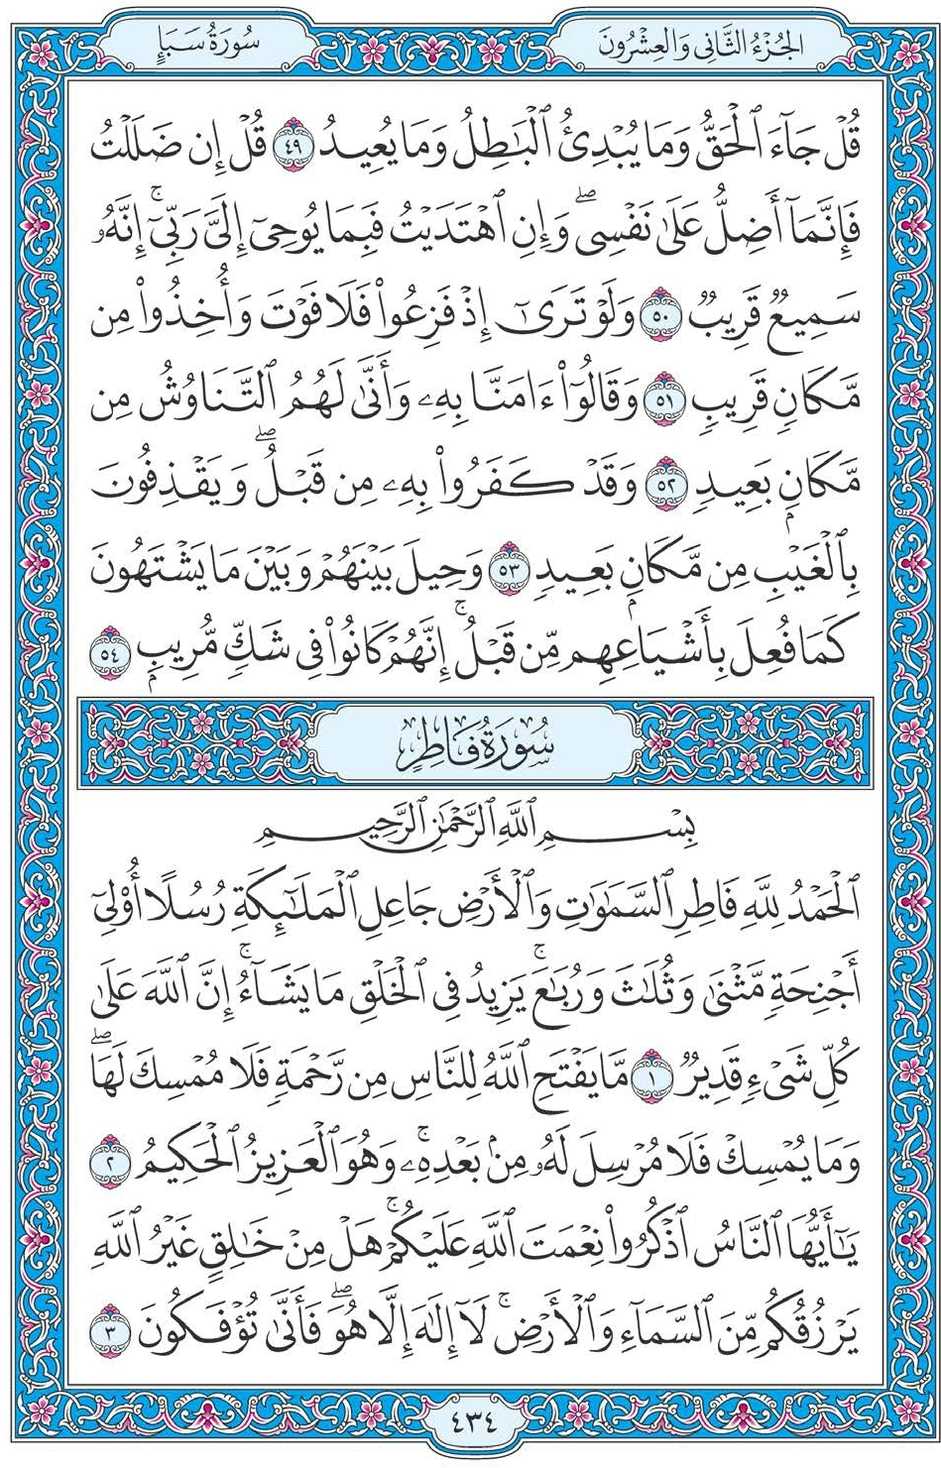 الجُزْءُ الثَّانِي وَالعِشْرُونَ
سُورَةُ سَبَإٍ
قُلْ جَآءَ ٱلْحَقُّ وَمَا يُبْدِئُ ٱلْبَٰطِلُ وَمَا يُعِيدُ ٤٩ قُلْ إِن ضَلَلْتُ
فَإِنَّمَآ أَضِلُّ عَلَىٰ نَفْسِىۖ وَإِنِ ٱهْتَدَيْتُ فَبِمَا يُوحِىٓ إِلَىَّ رَبِّىٓۚ إِنَّهُۥ
سَمِيعٌ قَرِيبٌ ٥٠ وَلَوْ تَرَىٰٓ إِذْ فَزِعُوا۟ فَلَا فَوْتَ وَأُخِذُوا۟ مِن
مَّكَانٍ قَرِيبٍ ٥١ وَقَالُوٓا۟ ءَامَنَّا بِهِۦ وَأَنَّىٰ لَهُمُ ٱلتَّنَاوُشُ مِن
مَّكَانٍۭ بَعِيدٍ ٥٢ وَقَدْ كَفَرُوا۟ بِهِۦ مِن قَبْلُۖ وَيَقْذِفُونَ
بِٱلْغَيْبِ مِن مَّكَانٍۭ بَعِيدٍ ٥٣ وَحِيلَ بَيْنَهُمْ وَبَيْنَ مَا يَشْتَهُونَ
كَمَا فُعِلَ بِأَشْيَاعِهِم مِّن قَبْلُۚ إِنَّهُمْ كَانُوا۟ فِى شَكٍّ مُّرِيبٍۭ ٥٤
سُورَةُ فَاطِرٍ
بِسْمِ ٱللَّهِ ٱلرَّحْمَٰنِ ٱلرَّحِيمِ
ٱلْحَمْدُ لِلَّهِ فَاطِرِ ٱلسَّمَٰوَٰتِ وَٱلْأَرْضِ جَاعِلِ ٱلْمَلَٰٓئِكَةِ رُسُلًا أُو۟لِىٓ
أَجْنِحَةٍ مَّثْنَىٰ وَثُلَٰثَ وَرُبَٰعَۚ يَزِيدُ فِى ٱلْخَلْقِ مَا يَشَآءُۚ إِنَّ ٱللَّهَ عَلَىٰ
كُلِّ شَىْءٍ قَدِيرٌ ١ مَّا يَفْتَحِ ٱللَّهُ لِلنَّاسِ مِن رَّحْمَةٍ فَلَا مُمْسِكَ لَهَاۖ
وَمَا يُمْسِكْ فَلَا مُرْسِلَ لَهُۥ مِنۢ بَعْدِهِۦۚ وَهُوَ ٱلْعَزِيزُ ٱلْحَكِيمُ ٢
يَٰٓأَيُّهَا ٱلنَّاسُ ٱذْكُرُوا۟ نِعْمَتَ ٱللَّهِ عَلَيْكُمْۚ هَلْ مِنْ خَٰلِقٍ غَيْرُ ٱللَّهِ
يَرْزُقُكُم مِّنَ ٱلسَّمَآءِ وَٱلْأَرْضِۚ لَآ إِلَٰهَ إِلَّا هُوَۖ فَأَنَّىٰ تُؤْفَكُونَ ٣
٤٣٤